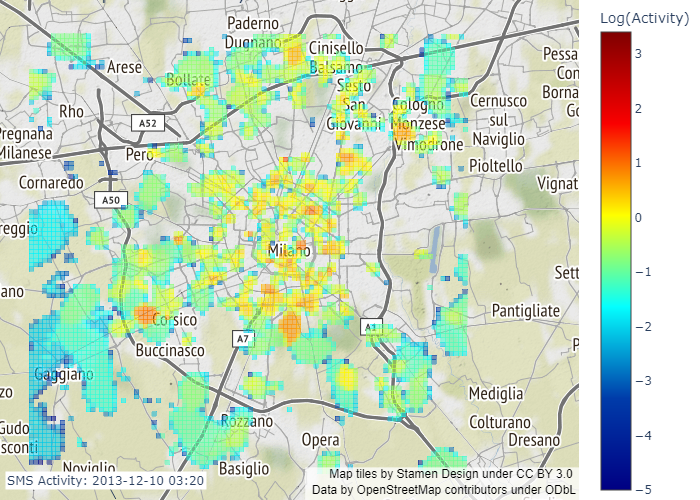 Log(Activity)
Paderno
Dugnano
Cinisello
Balsamo
Arese
Bollate
Sesto
San
Giovanni
Cologno
Monzese
Cernusco
sul
Naviglio
Pessa
Con
Borna
Go
Rho
A52
Pregnana
Milanese
Pero
Vimodrone
Pioltello
Cornaredo
A50
Vignat
reggio
Milano
Sett
ano
Corsico
Pantigliate
A7
A1
P
Buccinasco
Gaggiano
zo
Mediglia
Gudo
sconti
Rozzano
Colturano
Dresano
Opera
Noviglio
Basiglio
SMS Activity: 2013-12-10 03:20
Map tiles by Stamen Design under CC BY 3.0
Data by OpenStreetMap contributors under ODbL
3
2
1
0
−1
−2
−3
−4
−5